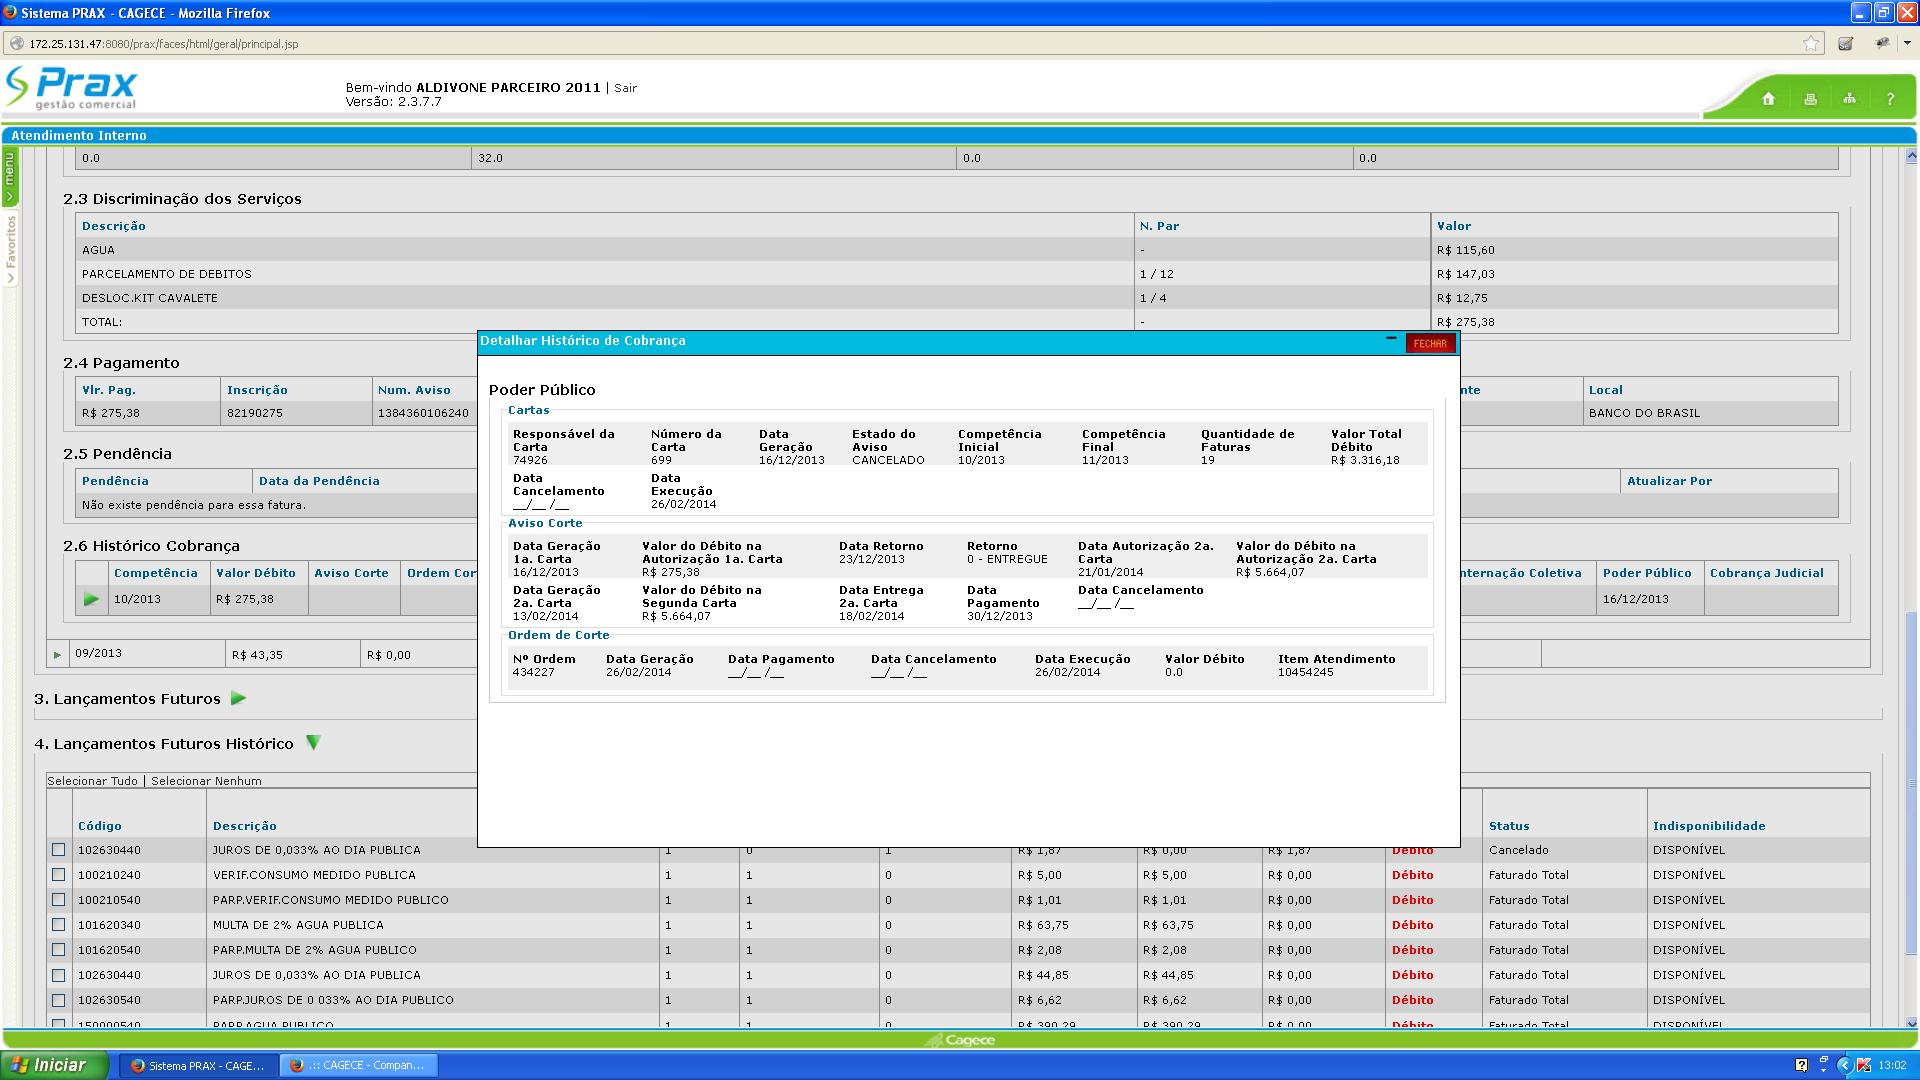 Sistema PRAX - CAGECE - Mozilla Firefox
172.25.131.47:8080/prax/faces/html/geral/principal.jsp
Prax
gestão comercial
Bem-vindo ALDIVONE PARCEIRO 2011 | Sair
Versão: 2.3.7.7
?
Atendimento Interno
menu
Favoritos
0.0 32.0 0.0 0.0
2.3 Discriminação dos Serviços
Descrição N. Par Valor
AGUA - R$ 115,60
PARCELAMENTO DE DEBITOS 1 / 12 R$ 147,03
DESLOC.KIT CAVALETE 1 / 4 R$ 12,75
TOTAL: - R$ 275,38
2.4 Pagamento
Vlr. Pag. Inscrição Num. Aviso nte Local
R$ 275,38 82190275 1384360106240 BANCO DO BRASIL
2.5 Pendência
Pendência Data da Pendência Atualizar Por
Não existe pendência para essa fatura.
2.6 Histórico Cobrança
Competência Valor Débito Aviso Corte Ordem Cor nternação Coletiva Poder Público Cobrança Judicial
10/2013 R$ 275,38 16/12/2013
09/2013 R$ 43,35 R$ 0,00
3. Lançamentos Futuros
4. Lançamentos Futuros Histórico
Selecionar Tudo | Selecionar Nenhum
Código Descrição Status Indisponibilidade
102630440 JUROS DE 0,033% AO DIA PUBLICA 1 0 1 R$ 1,87 R$ 0,00 R$ 1,87 Débito Cancelado DISPONÍVEL
100210240 VERIF.CONSUMO MEDIDO PUBLICA 1 1 0 R$ 5,00 R$ 5,00 R$ 0,00 Débito Faturado Total DISPONÍVEL
100210540 PARP.VERIF.CONSUMO MEDIDO PUBLICO 1 1 0 R$ 1,01 R$ 1,01 R$ 0,00 Débito Faturado Total DISPONÍVEL
101620340 MULTA DE 2% AGUA PUBLICA 1 1 0 R$ 63,75 R$ 63,75 R$ 0,00 Débito Faturado Total DISPONÍVEL
101620540 PARP.MULTA DE 2% AGUA PUBLICO 1 1 0 R$ 2,08 R$ 2,08 R$ 0,00 Débito Faturado Total DISPONÍVEL
102630440 JUROS DE 0,033% AO DIA PUBLICA 1 1 0 R$ 44,85 R$ 44,85 R$ 0,00 Débito Faturado Total DISPONÍVEL
102630540 PARP.JUROS DE 0 033% AO DIA PUBLICO 1 1 0 R$ 6,62 R$ 6,62 R$ 0,00 Débito Faturado Total DISPONÍVEL
150000540 PARP.AGUA PUBLICO 1 1 0 R$ 390,29 R$ 390,29 R$ 0,00 Débito Faturado Total DISPONÍVEL
Detalhar Histórico de Cobrança
FECHAR
Poder Público
Cartas
Responsável da Número da Data Estado do Competência Competência Quantidade de Valor Total
Carta Carta Geração Aviso Inicial Final Faturas Débito
74926 699 16/12/2013 CANCELADO 10/2013 11/2013 19 R$ 3.316,18
Data Data
Cancelamento Execução
__/__ /__ 26/02/2014
Aviso Corte
Data Geração Valor do Débito na Data Retorno Retorno Data Autorização 2a. Valor do Débito na
1a. Carta Autorização 1a. Carta 23/12/2013 0 - ENTREGUE Carta Autorização 2a. Carta
16/12/2013 R$ 275,38 21/01/2014 R$ 5.664,07
Data Geração Valor do Débito na Data Entrega Data Data Cancelamento
2a. Carta Segunda Carta 2a. Carta Pagamento __/__ /__
13/02/2014 R$ 5.664,07 18/02/2014 30/12/2013
Ordem de Corte
Nº Ordem Data Geração Data Pagamento Data Cancelamento Data Execução Valor Débito Item Atendimento
434227 26/02/2014 __/__ /__ __/__ /__ 26/02/2014 0.0 10454245
Cagece
Iniciar
Sistema PRAX - CAGE...
.:: CAGECE - Compan...
13:02